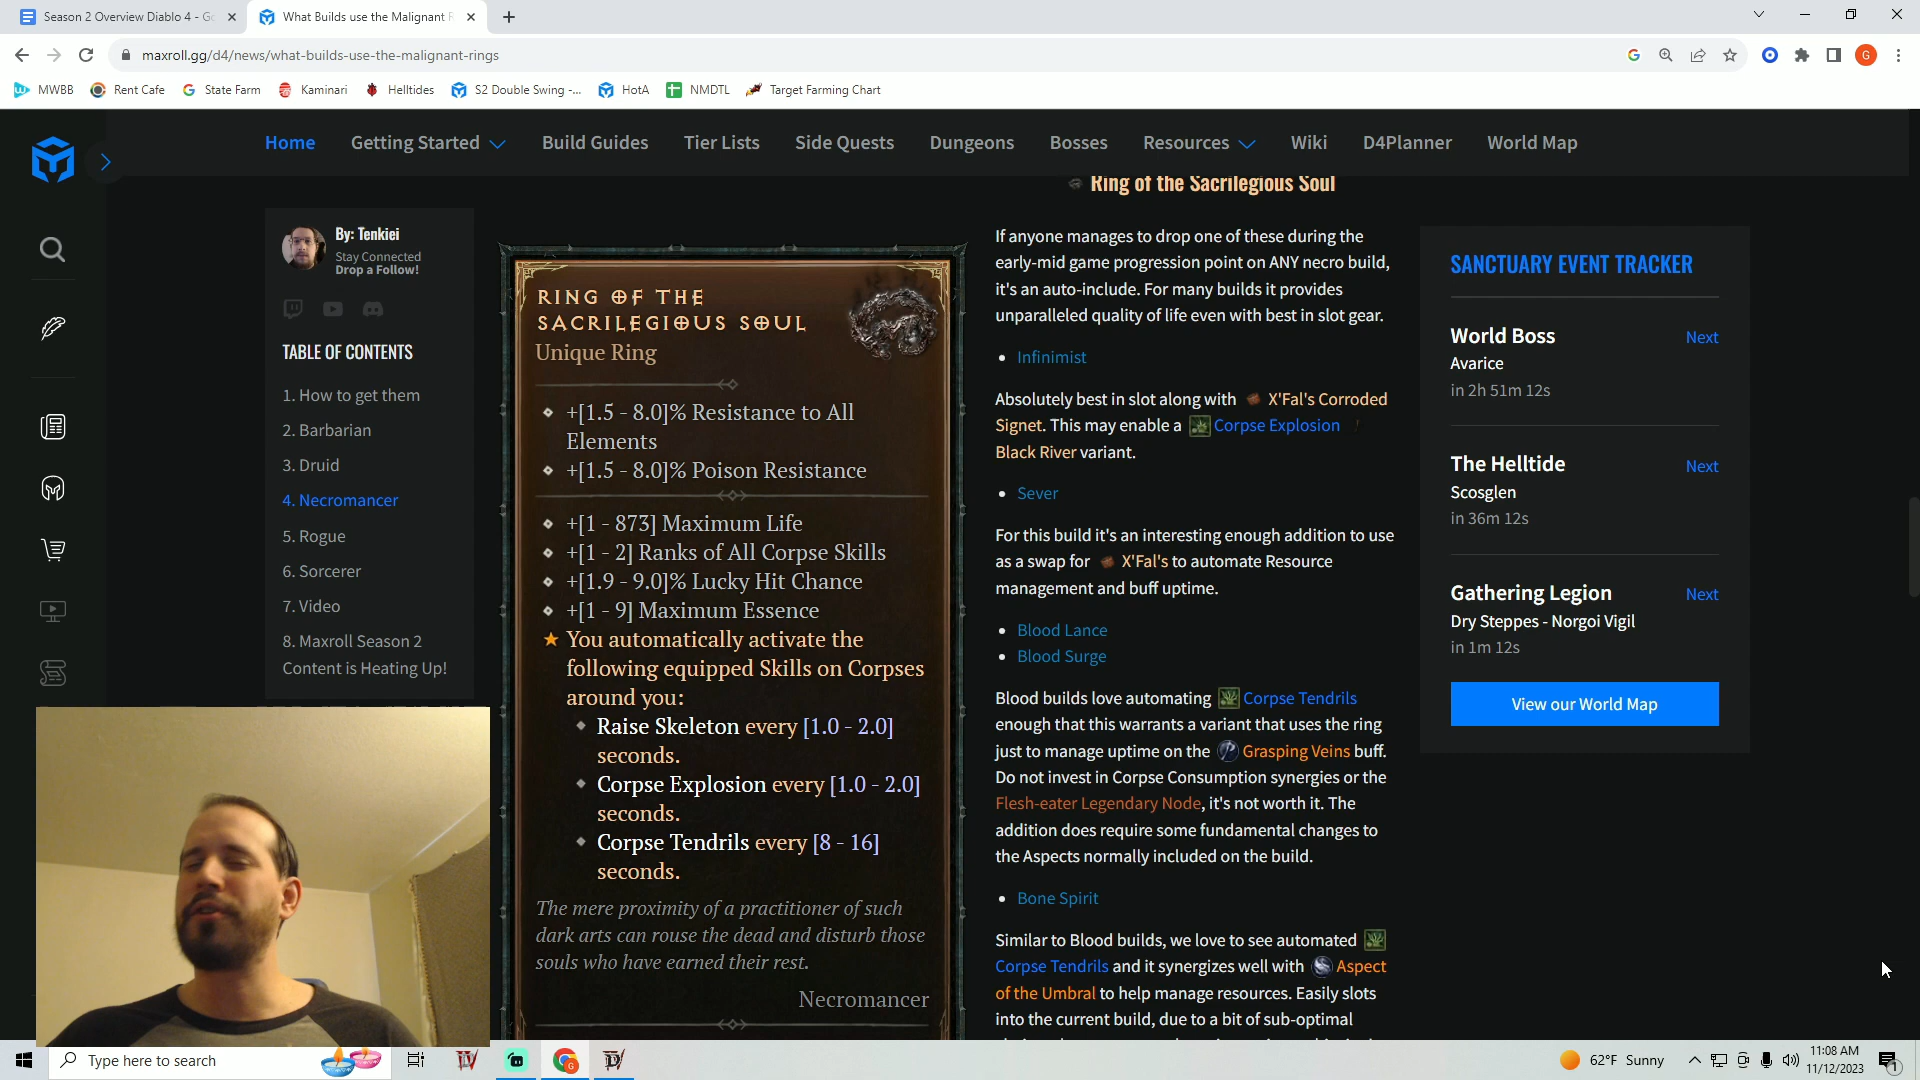 Season 2 Overview Diablo 4 - Go
What Builds use the Malignant R
maxroll.gg/d4/news/what-builds-use-the-malignant-rings
G
MWBB
Rent Cafe
State Farm
Kaminari
Helltides
S2 Double Swing -...
HotA
NMDTL
Target Farming Chart
Home
Getting Started
Build Guides
Tier Lists
Side Quests
Dungeons
Bosses
Resources
Wiki
D4Planner
World Map
By: Tenkiei
Stay Connected
Drop a Follow!
TABLE OF CONTENTS
1. How to get them
2. Barbarian
3. Druid
4. Necromancer
5. Rogue
6. Sorcerer
7. Video
8. Maxroll Season 2
Content is Heating Up!
RING OF THE
SACRILEGIOUS SOUL
Unique Ring
+[1.5 - 8.0]% Resistance to All
Elements
+[1.5 - 8.0]% Poison Resistance
+[1 - 873] Maximum Life
+[1 - 2] Ranks of All Corpse Skills
+[1.9 - 9.0]% Lucky Hit Chance
+[1 - 9] Maximum Essence
You automatically activate the
following equipped Skills on Corpses
around you:
Raise Skeleton every [1.0 - 2.0]
seconds.
Corpse Explosion every [1.0 - 2.0]
seconds.
Corpse Tendrils every [8 - 16]
seconds.
The mere proximity of a practitioner of such
dark arts can rouse the dead and disturb those
souls who have earned their rest.
Necromancer
Ring of the Sacrilegious Soul
If anyone manages to drop one of these during the
early-mid game progression point on ANY necro build,
it's an auto-include. For many builds it provides
unparalleled quality of life even with best in slot gear.
• Infinimist
Absolutely best in slot along with X'Fal's Corroded
Signet. This may enable a Corpse Explosion
Black River variant.
• Sever
For this build it's an interesting enough addition to use
as a swap for X'Fal's to automate Resource
management and buff uptime.
• Blood Lance
• Blood Surge
Blood builds love automating Corpse Tendrils
enough that this warrants a variant that uses the ring
just to manage uptime on the Grasping Veins buff.
Do not invest in Corpse Consumption synergies or the
Flesh-eater Legendary Node, it's not worth it. The
addition does require some fundamental changes to
the Aspects normally included on the build.
• Bone Spirit
Similar to Blood builds, we love to see automated
Corpse Tendrils and it synergizes well with Aspect
of the Umbral to help manage resources. Easily slots
into the current build, due to a bit of sub-optimal
SANCTUARY EVENT TRACKER
World Boss
Next
Avarice
in 2h 51m 12s
The Helltide
Next
Scosglen
in 36m 12s
Gathering Legion
Next
Dry Steppes - Norgoi Vigil
in 1m 12s
View our World Map
Type here to search
62°F Sunny
11:08 AM
11/12/2023
1